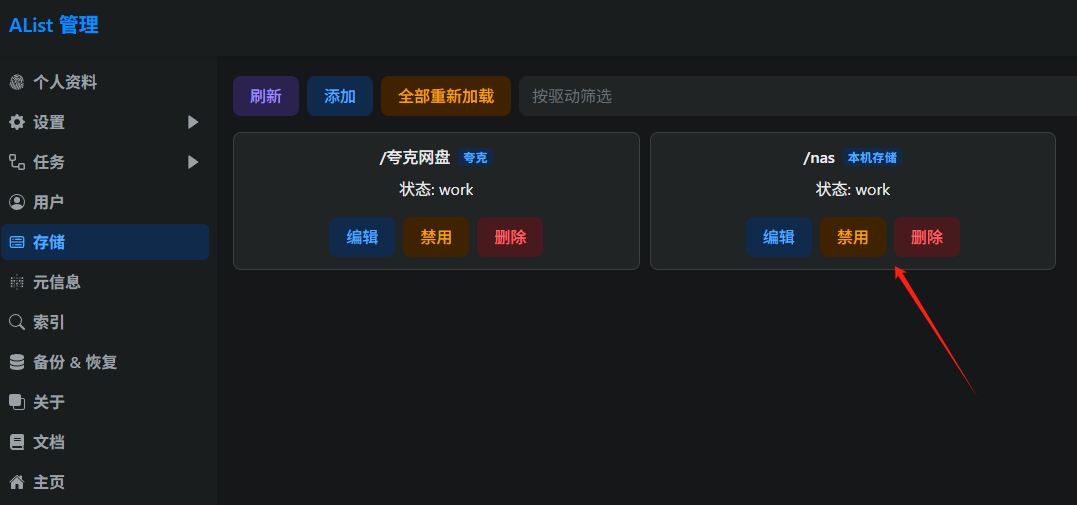 AList 管理
个人资料
设置
任务
用户
存储
元信息
索引
备份 & 恢复
关于
文档
主页
刷新 添加 全部重新加载 按驱动筛选
/夸克网盘 夸克
状态: work
编辑 禁用 删除
/nas 本机存储
状态: work
编辑 禁用 删除